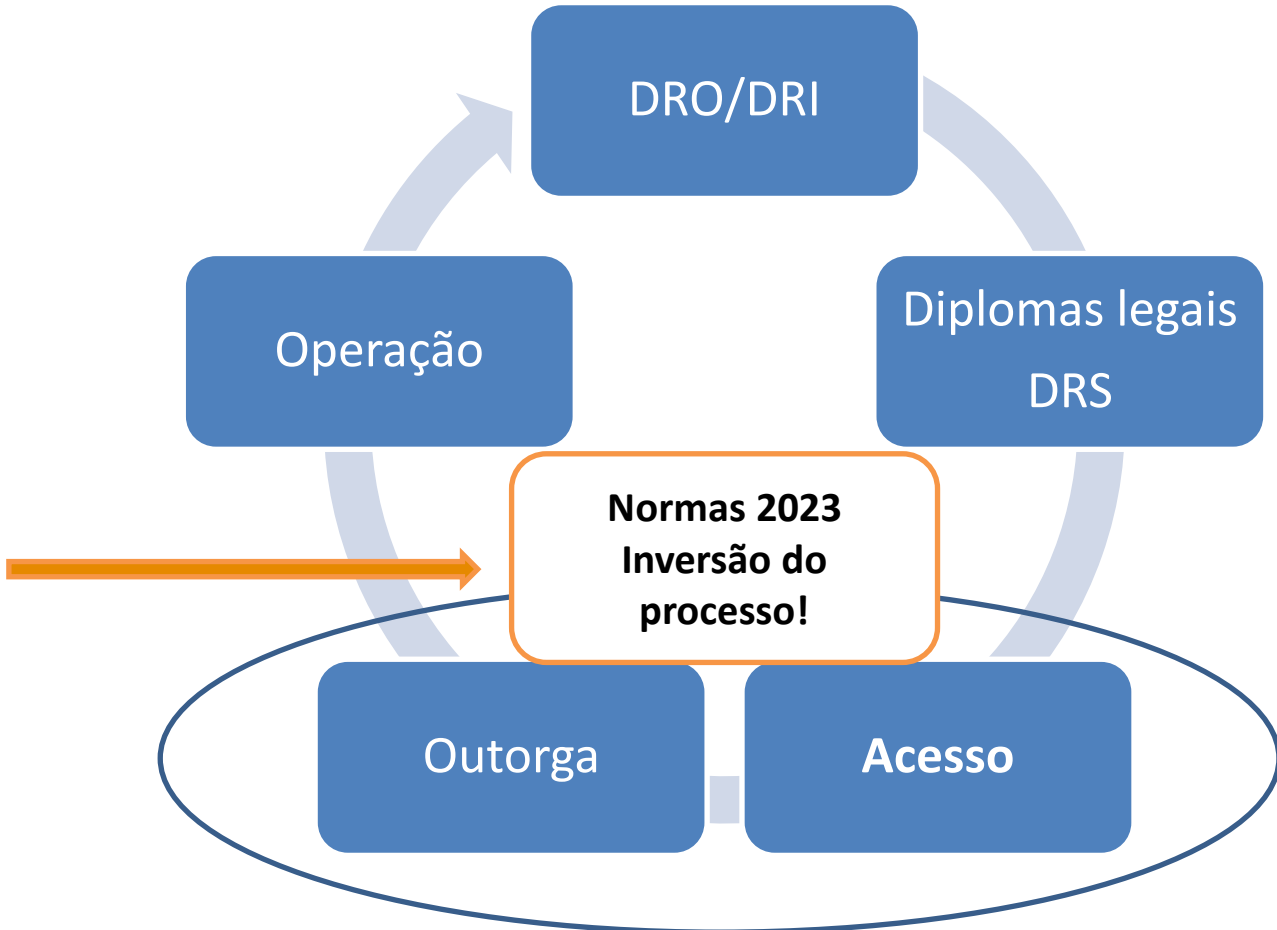 DRO/DRI
Operação
Diplomas legais
DRS
Normas 2023
Inversão do
processo!
Outorga
Acesso